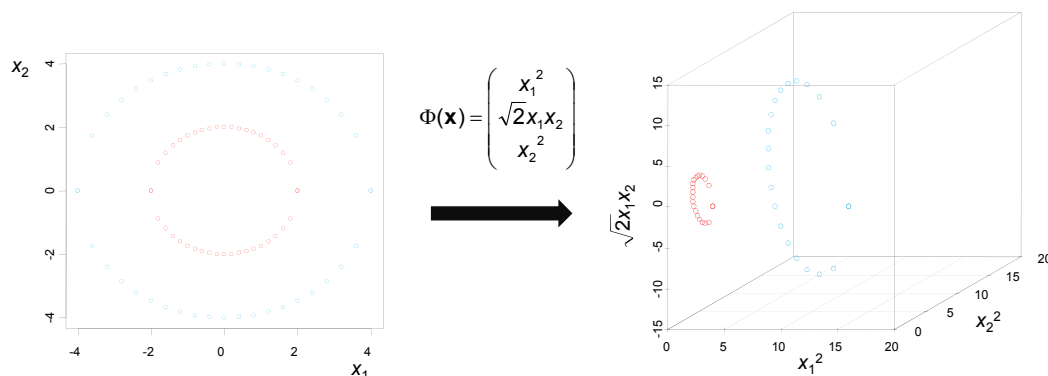 x₂
4
2
0
-2
-4
-4 -2 0 2 4
x₁
Φ(x) = ( x₁²
√2x₁x₂
x₂² )
√2x₁x₂
15
10
5
0
-5
-10
-15
0 5 10 15 20
x₁²
0 5 10 15 20
x₂²